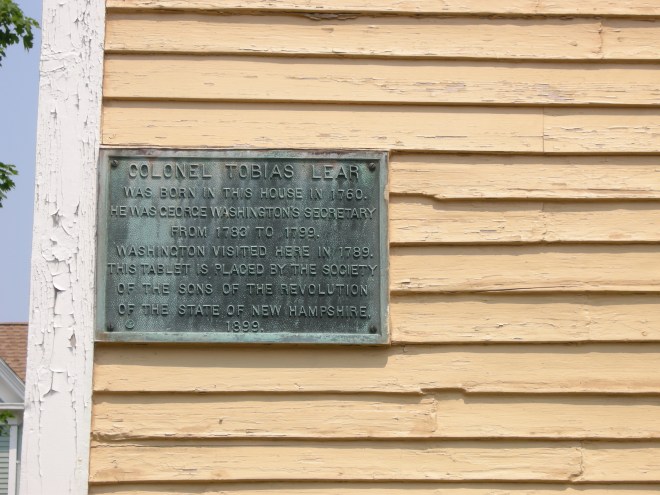 COLONEL TOBIAS LEAR
WAS BORN IN THIS HOUSE IN 1760.
HE WAS GEORGE WASHINGTON'S SECRETARY
FROM 1783 TO 1799.
WASHINGTON VISITED HERE IN 1789.
THIS TABLET IS PLACED BY THE SOCIETY
OF THE SONS OF THE REVOLUTION
OF THE STATE OF NEW HAMPSHIRE.
1899.